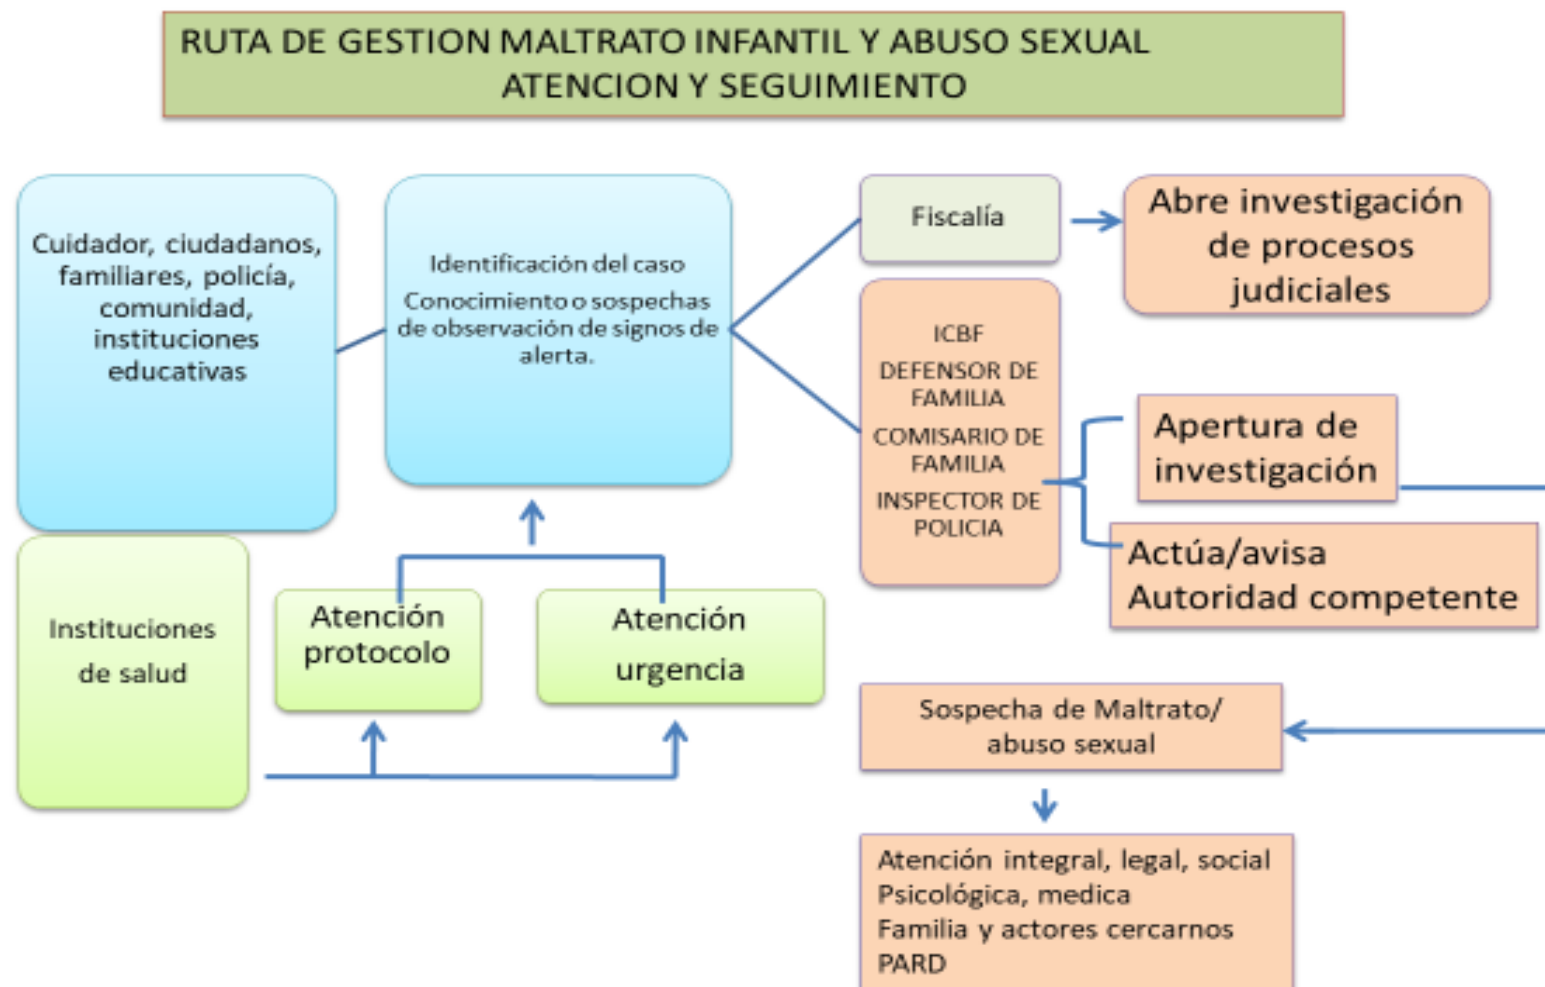 RUTA DE GESTION MALTRATO INFANTIL Y ABUSO SEXUAL
ATENCION Y SEGUIMIENTO
Cuidador, ciudadanos,
familiares, policía,
comunidad,
instituciones
educativas
Identificación del caso
Conocimiento o sospechas
de observación de signos de
alerta.
Fiscalía
Abre investigación
de procesos
judiciales
ICBF
DEFENSOR DE
FAMILIA
COMISARIO DE
FAMILIA
INSPECTOR DE
POLICIA
Apertura de
investigación
Actúa/avisa
Autoridad competente
Instituciones
de salud
Atención
protocolo
Atención
urgencia
Sospecha de Maltrato/
abuso sexual
Atención integral, legal, social
Psicológica, medica
Familia y actores cercarnos
PARD